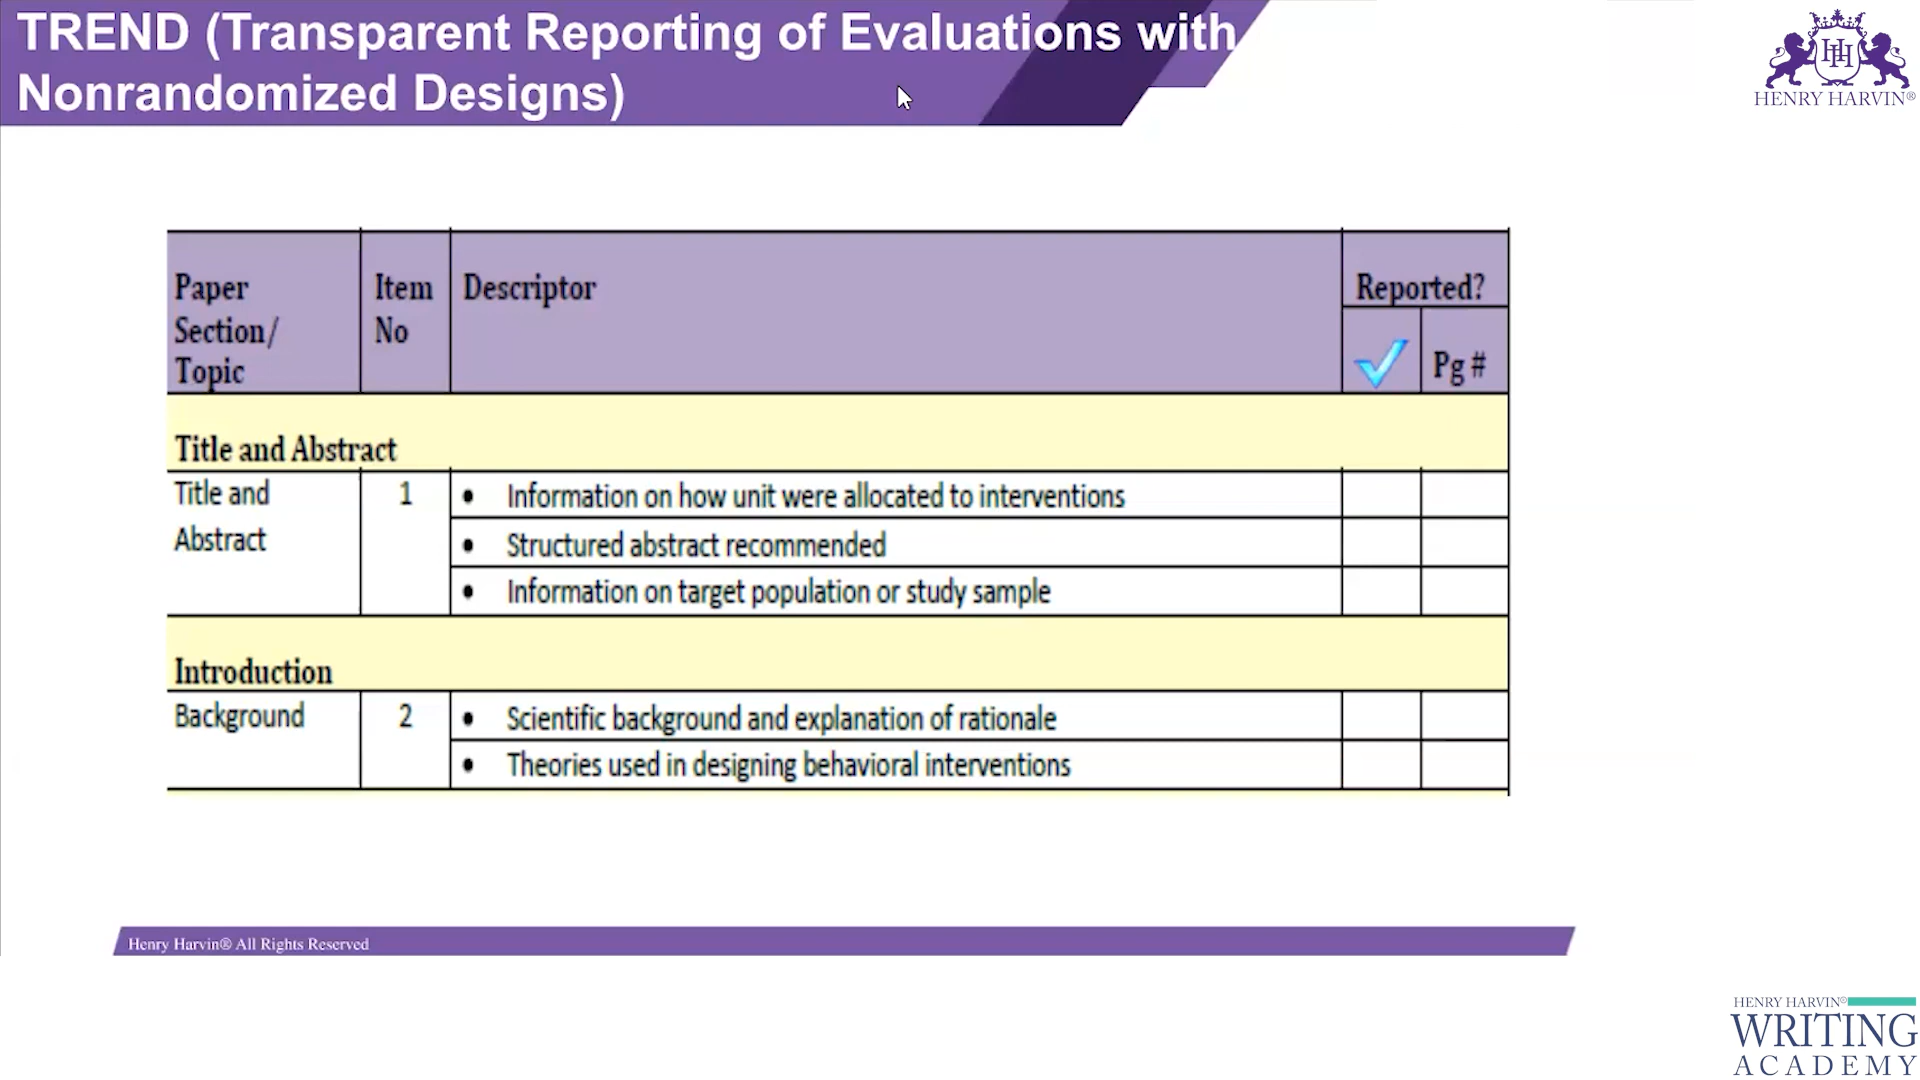 TREND (Transparent Reporting of Evaluations with
Nonrandomized Designs)
HENRY HARVIN®
Paper
Section/
Topic
Item
No
Descriptor
Reported?
Pg #
Title and Abstract
Title and
Abstract
1
• Information on how unit were allocated to interventions
• Structured abstract recommended
• Information on target population or study sample
Introduction
Background
2
• Scientific background and explanation of rationale
• Theories used in designing behavioral interventions
Henry Harvin® All Rights Reserved
HENRY HARVIN®
WRITING
ACADEMY